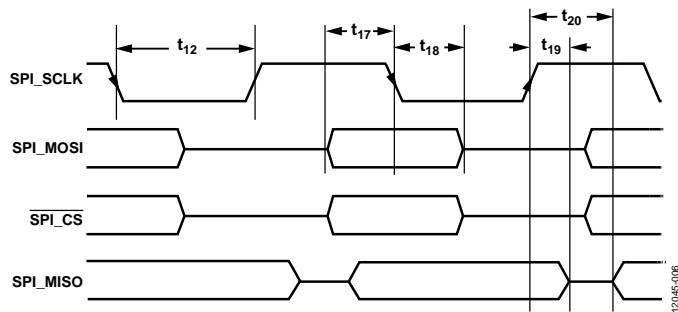 t12
t17
t18
t19
t20
SPI_SCLK
SPI_MOSI
SPI_CS
SPI_MISO
12045-006